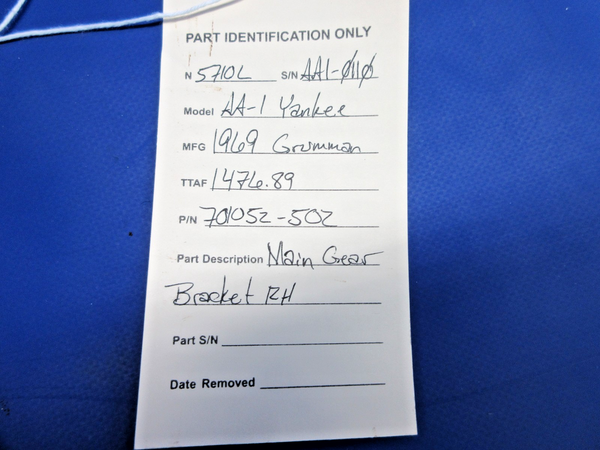 PART IDENTIFICATION ONLY
N 5710L S/N AA1-0110
Model AA-1 Yankee
MFG 1969 Grumman
TTAF 1476.89
P/N 701052-502
Part Description Main Gear
Bracket RH
Part S/N
Date Removed